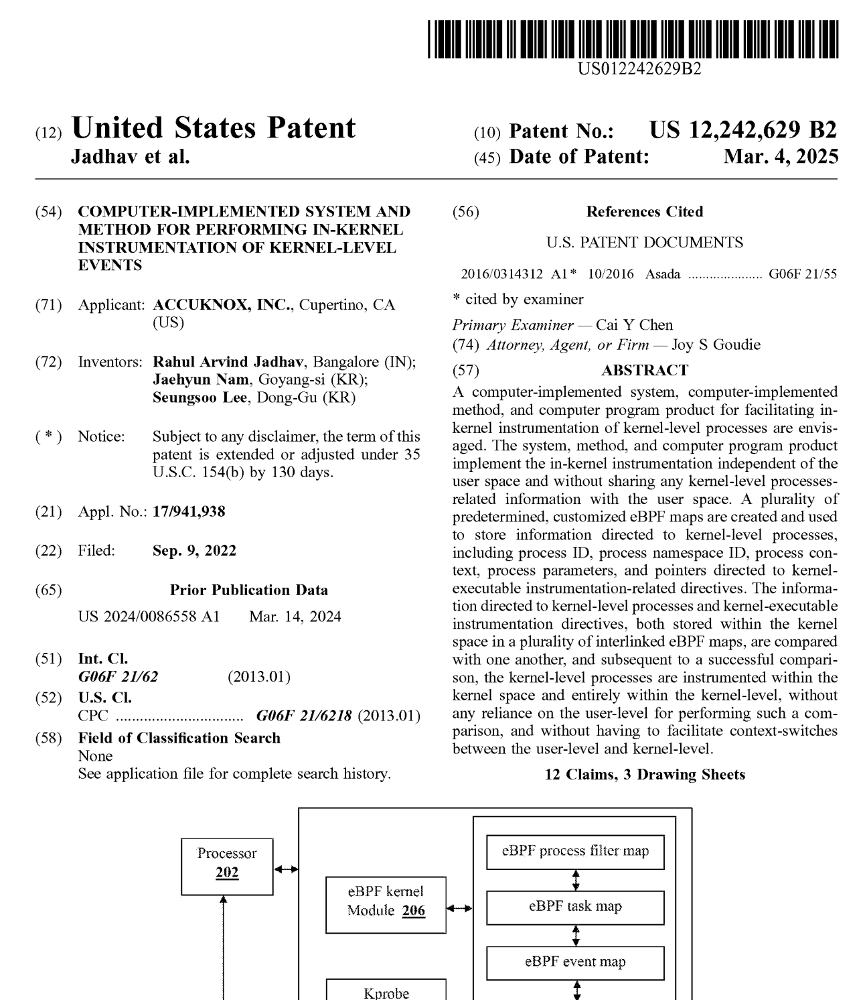 US012242629B2
(12) United States Patent
Jadhav et al.
(10) Patent No.: US 12,242,629 B2
(45) Date of Patent: Mar. 4, 2025
(54) COMPUTER-IMPLEMENTED SYSTEM AND
METHOD FOR PERFORMING IN-KERNEL
INSTRUMENTATION OF KERNEL-LEVEL
EVENTS
(71) Applicant: ACCUKNOX, INC., Cupertino, CA
(US)
(72) Inventors: Rahul Arvind Jadhav, Bangalore (IN);
Jaehyun Nam, Goyang-si (KR);
Seungsoo Lee, Dong-Gu (KR)
( * ) Notice: Subject to any disclaimer, the term of this
patent is extended or adjusted under 35
U.S.C. 154(b) by 130 days.
(21) Appl. No.: 17/941,938
(22) Filed: Sep. 9, 2022
(65) Prior Publication Data
US 2024/0086558 A1 Mar. 14, 2024
(51) Int. Cl.
G06F 21/62 (2013.01)
(52) U.S. Cl.
CPC ................................ G06F 21/6218 (2013.01)
(58) Field of Classification Search
None
See application file for complete search history.
(56) References Cited
U.S. PATENT DOCUMENTS
2016/0314312 A1* 10/2016 Asada ..................... G06F 21/55
* cited by examiner
Primary Examiner — Cai Y Chen
(74) Attorney, Agent, or Firm — Joy S Goudie
(57) ABSTRACT
A computer-implemented system, computer-implemented
method, and computer program product for facilitating in-
kernel instrumentation of kernel-level processes are envis-
aged. The system, method, and computer program product
implement the in-kernel instrumentation independent of the
user space and without sharing any kernel-level processes-
related information with the user space. A plurality of
predetermined, customized eBPF maps are created and used
to store information directed to kernel-level processes,
including process ID, process namespace ID, process con-
text, process parameters, and pointers directed to kernel-
executable instrumentation-related directives. The informa-
tion directed to kernel-level processes and kernel-executable
instrumentation directives, both stored within the kernel
space in a plurality of interlinked eBPF maps, are compared
with one another, and subsequent to a successful compari-
son, the kernel-level processes are instrumented within the
kernel space and entirely within the kernel-level, without
any reliance on the user-level for performing such a com-
parison, and without having to facilitate context-switches
between the user-level and kernel-level.
12 Claims, 3 Drawing Sheets
Processor
202
eBPF kernel
Module 206
Kprobe
eBPF process filter map
eBPF task map
eBPF event map